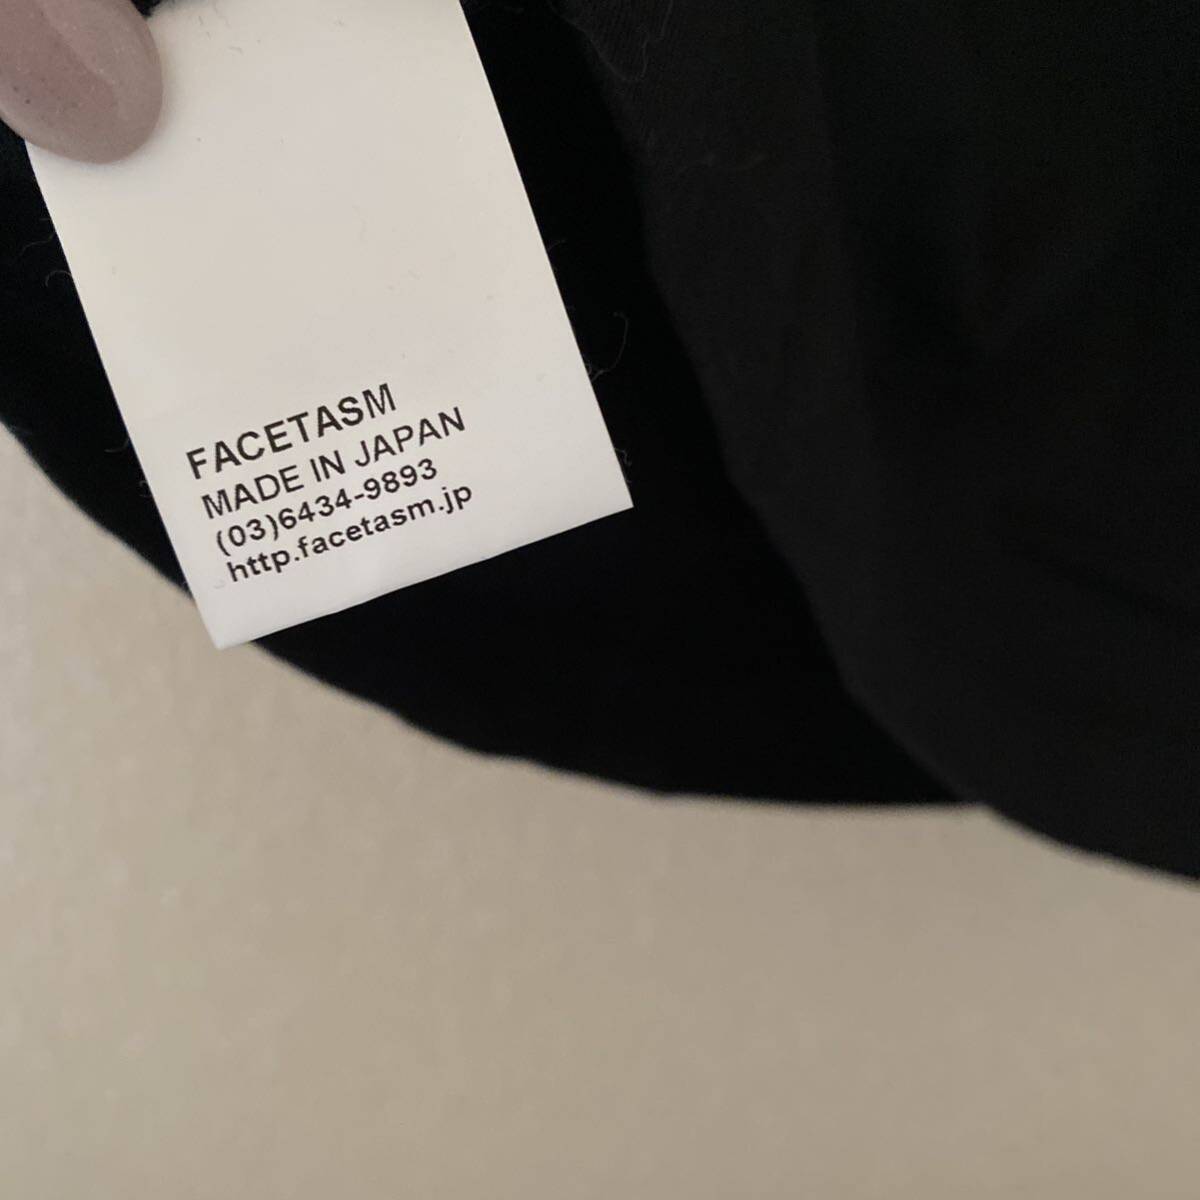 FACETASM
MADE IN JAPAN
(03)6434-9893
http.facetasm.jp